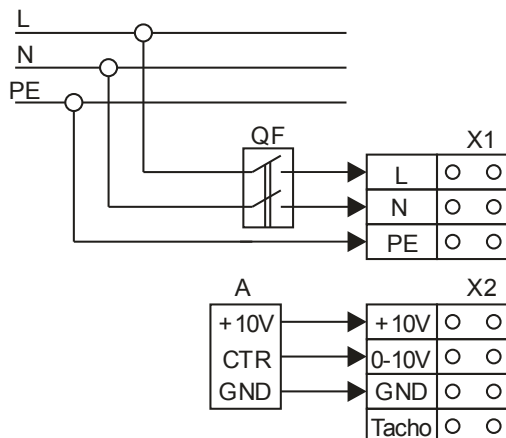 L
N
PE
QF
X1
L
N
PE
A
X2
+10V
+10V
CTR
0-10V
GND
GND
Tacho